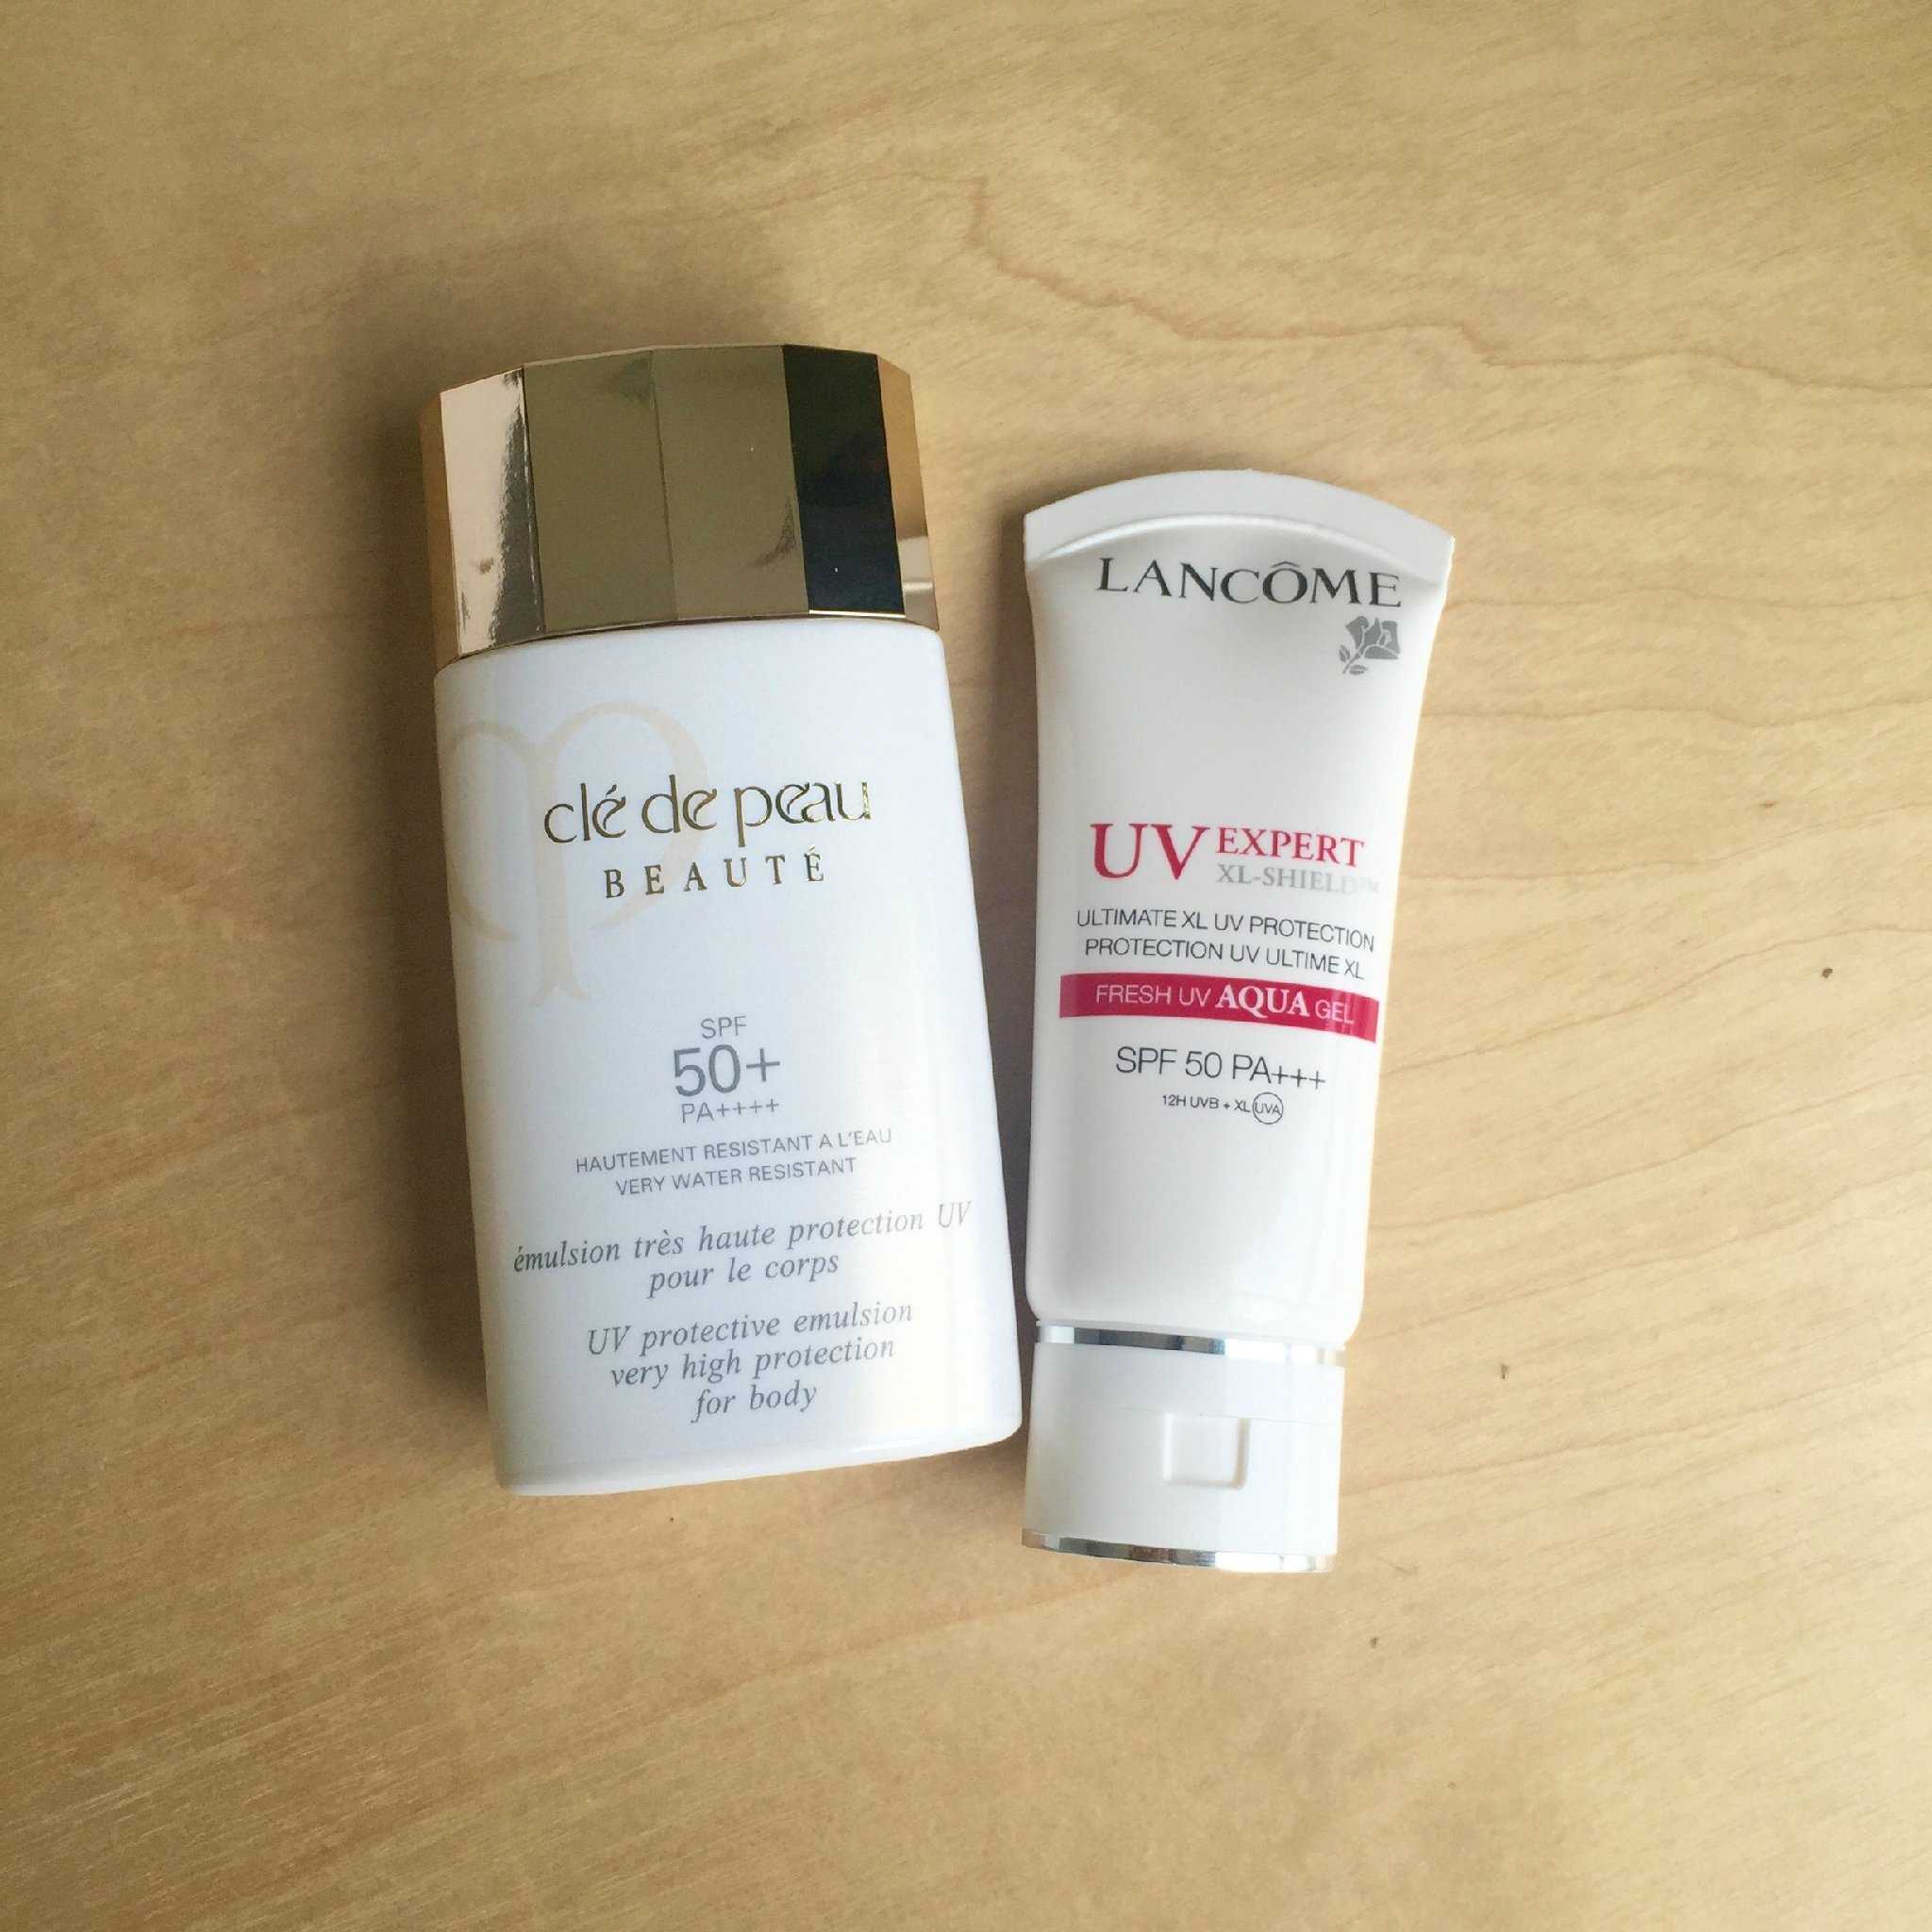 clé de peau
BEAUTÉ
SPF
50+
PA++++
HAUTEMENT RESISTANT A L'EAU
VERY WATER RESISTANT
émulsion très haute protection UV
pour le corps
UV protective emulsion
very high protection
for body
LANCÔME
UV EXPERT
XL-SHIELD™
ULTIMATE XL UV PROTECTION
PROTECTION UV ULTIME XL
FRESH UV AQUA GEL
SPF 50 PA+++
12H UVB + XL UVA